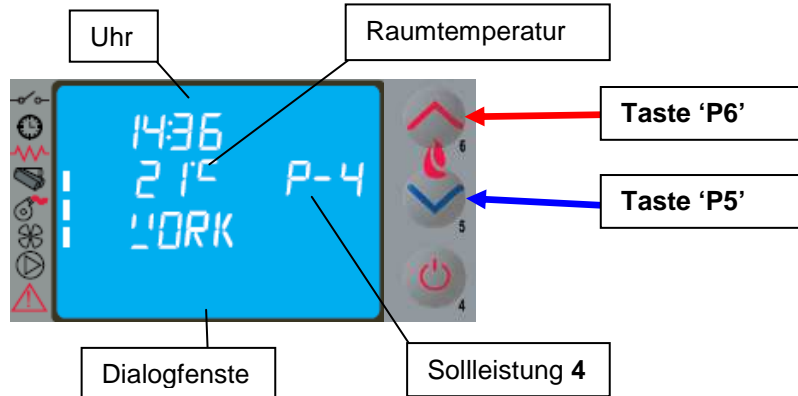 Uhr
Raumtemperatur
14:36
21°C
P-4
WORK
6
5
4
Taste ‘P6’
Taste ‘P5’
Dialogfenste
Sollleistung 4